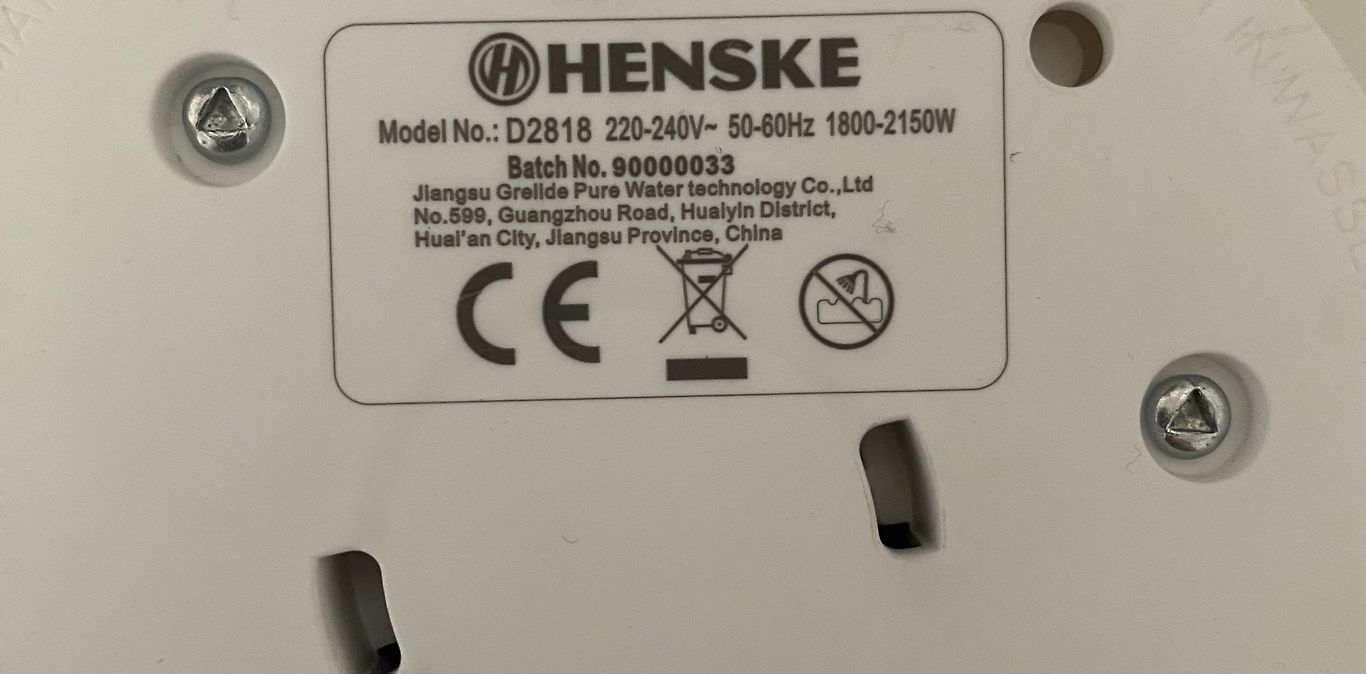 HENSKE
Model No.: D2818 220-240V~ 50-60Hz 1800-2150W
Batch No. 90000033
Jiangsu Grelide Pure Water technology Co.,Ltd
No.599, Guangzhou Road, Huaiyin District,
Huai'an City, Jiangsu Province, China
CE